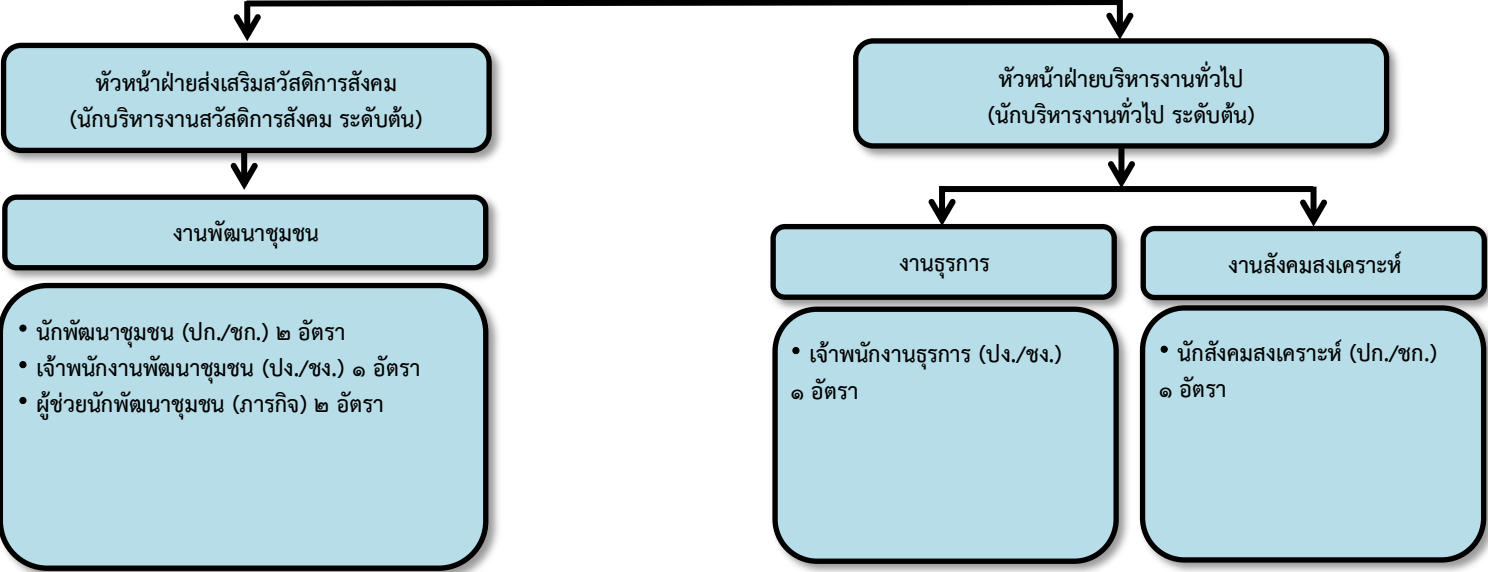 หัวหน้าฝ่ายส่งเสริมสวัสดิการสังคม
(นักบริหารงานสวัสดิการสังคม ระดับต้น)
หัวหน้าฝ่ายบริหารงานทั่วไป
(นักบริหารงานทั่วไป ระดับต้น)
งานพัฒนาชุมชน
งานธุรการ
งานสังคมสงเคราะห์
• นักพัฒนาชุมชน (ปก./ชก.) ๒ อัตรา
• เจ้าพนักงานพัฒนาชุมชน (ปง./ชง.) ๑ อัตรา
• ผู้ช่วยนักพัฒนาชุมชน (ภารกิจ) ๒ อัตรา
• เจ้าพนักงานธุรการ (ปง./ชง.)
๑ อัตรา
• นักสังคมสงเคราะห์ (ปก./ชก.)
๑ อัตรา